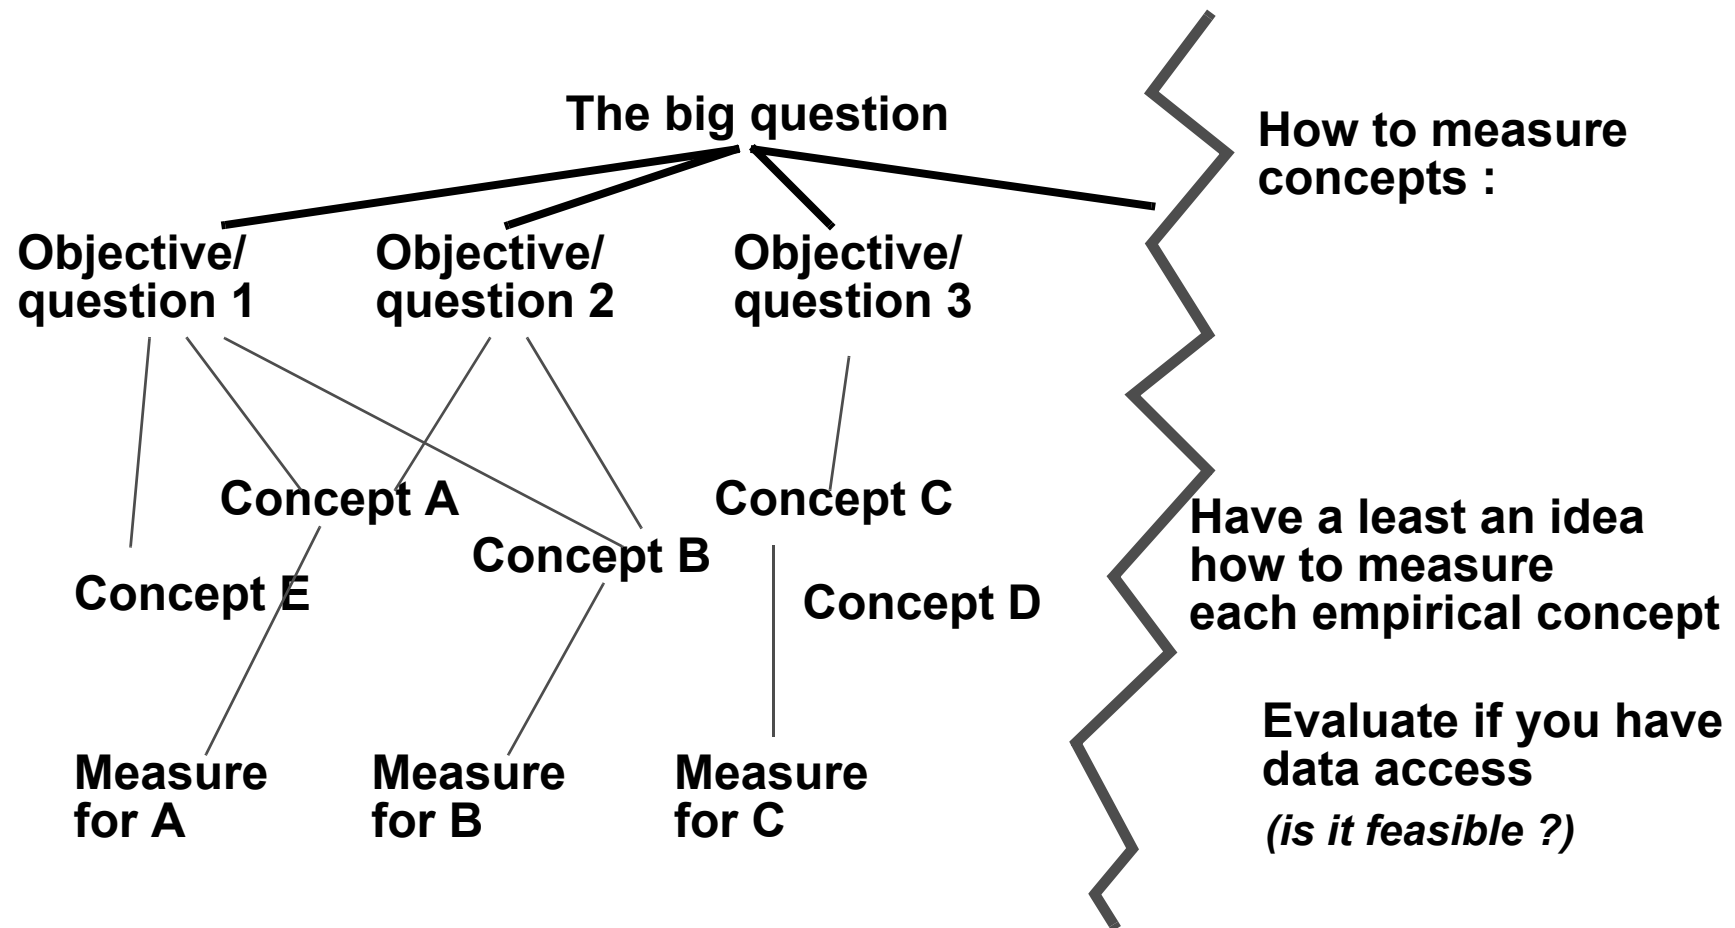 The big question
Objective/
question 1
Objective/
question 2
Objective/
question 3
Concept A
Concept C
Concept B
Concept E
Concept D
Measure
for A
Measure
for B
Measure
for C
How to measure
concepts :
Have a least an idea
how to measure
each empirical concept
Evaluate if you have
data access
(is it feasible ?)